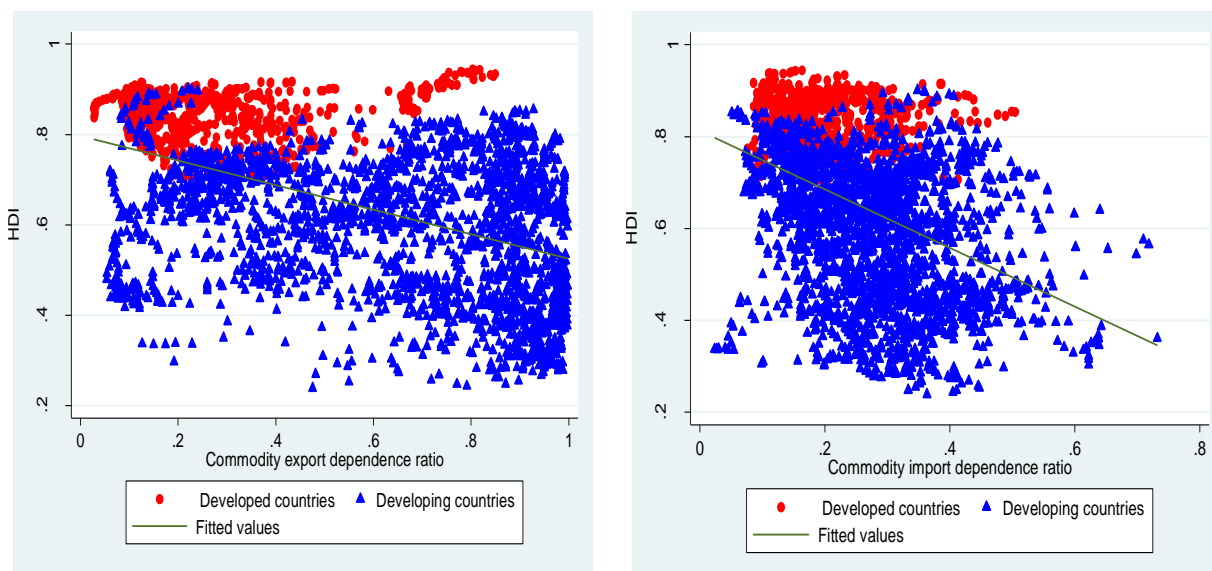 HDI
1
.8
.6
.4
.2
0 .2 .4 .6 .8 1
Commodity export dependence ratio
Developed countries Developing countries
Fitted values
HDI
1
.8
.6
.4
.2
0 .2 .4 .6 .8
Commodity import dependence ratio
Developed countries Developing countries
Fitted values